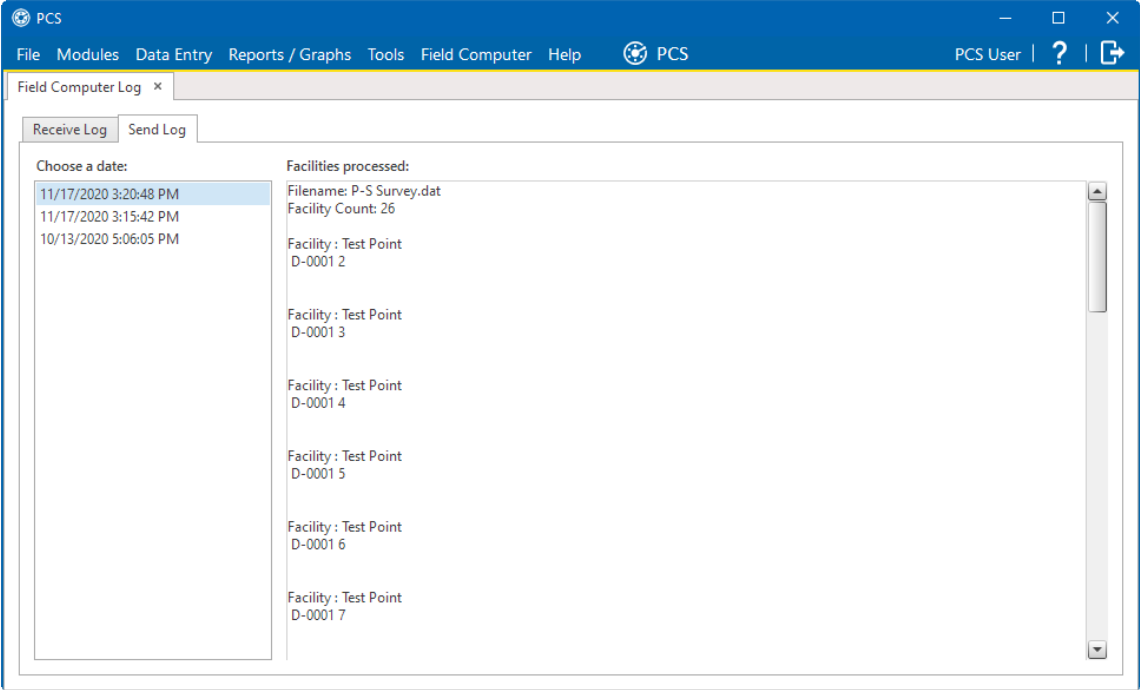 PCS
File Modules Data Entry Reports / Graphs Tools Field Computer Help PCS PCS User | ? |
Field Computer Log ×
Receive Log Send Log
Choose a date:
11/17/2020 3:20:48 PM
11/17/2020 3:15:42 PM
10/13/2020 5:06:05 PM
Facilities processed:
Filename: P-S Survey.dat
Facility Count: 26
Facility : Test Point
D-0001 2
Facility : Test Point
D-0001 3
Facility : Test Point
D-0001 4
Facility : Test Point
D-0001 5
Facility : Test Point
D-0001 6
Facility : Test Point
D-0001 7